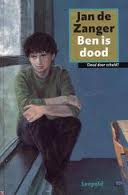 Jan de
Zanger
Ben is
dood
Dood door schuld?
Leopold